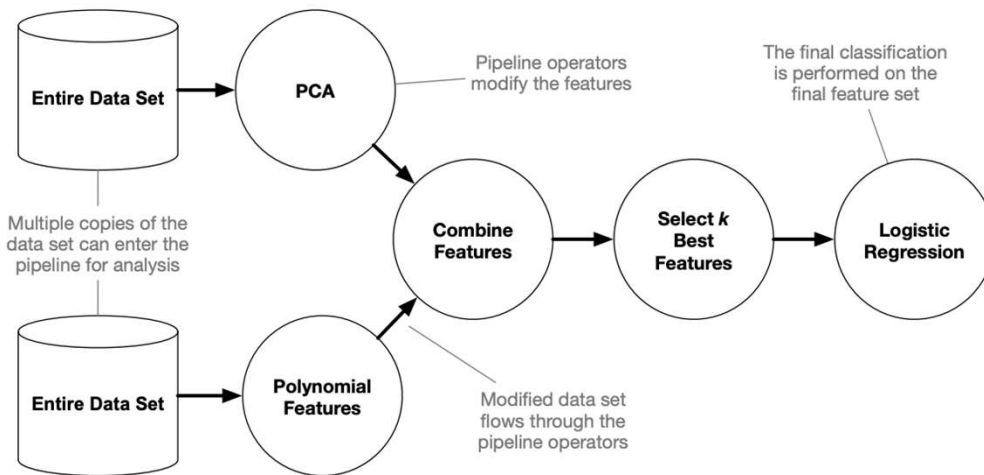 Entire Data Set
PCA
Pipeline operators
modify the features
The final classification
is performed on the
final feature set
Multiple copies of the
data set can enter the
pipeline for analysis
Combine
Features
Select k
Best
Features
Logistic
Regression
Entire Data Set
Polynomial
Features
Modified data set
flows through the
pipeline operators